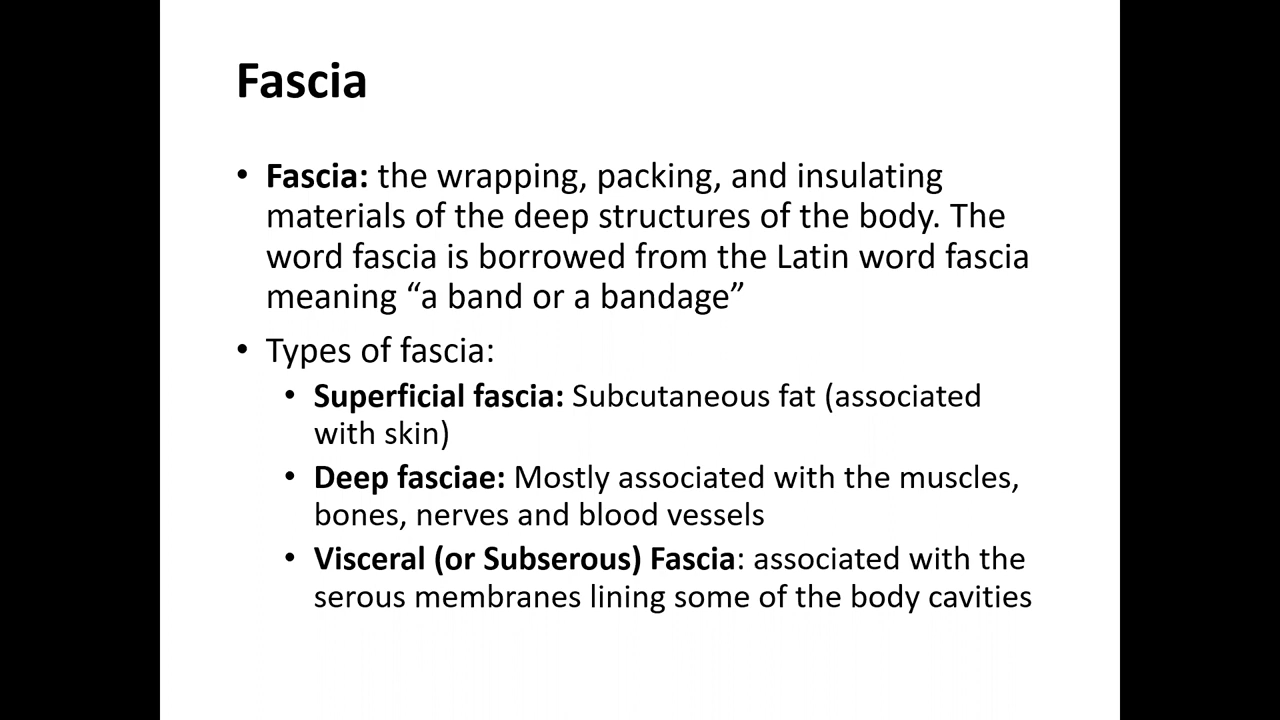 Fascia
• Fascia: the wrapping, packing, and insulating
materials of the deep structures of the body. The
word fascia is borrowed from the Latin word fascia
meaning “a band or a bandage”
• Types of fascia:
• Superficial fascia: Subcutaneous fat (associated
with skin)
• Deep fasciae: Mostly associated with the muscles,
bones, nerves and blood vessels
• Visceral (or Subserous) Fascia: associated with the
serous membranes lining some of the body cavities